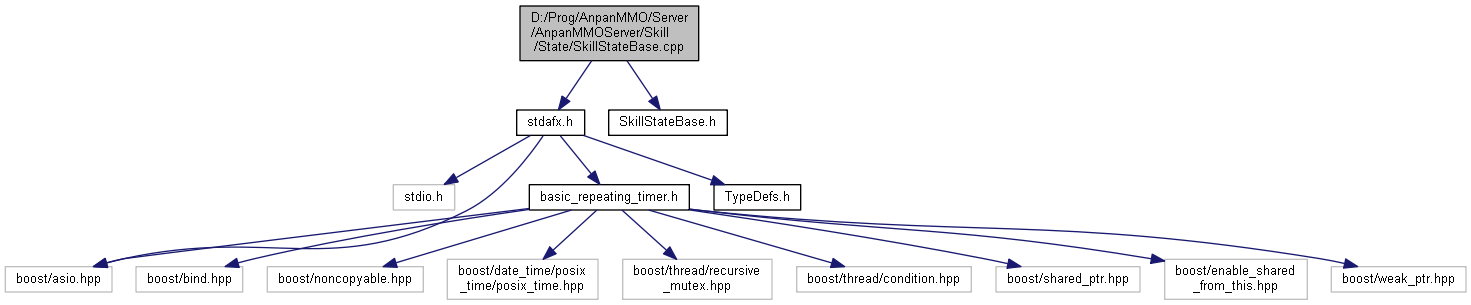 D:/Prog/AnpanMMO/Server
/AnpanMMOServer/Skill
/State/SkillStateBase.cpp
stdafx.h
SkillStateBase.h
stdio.h
basic_repeating_timer.h
TypeDefs.h
boost/asio.hpp
boost/bind.hpp
boost/noncopyable.hpp
boost/date_time/posix
_time/posix_time.hpp
boost/thread/recursive
_mutex.hpp
boost/thread/condition.hpp
boost/shared_ptr.hpp
boost/enable_shared
_from_this.hpp
boost/weak_ptr.hpp